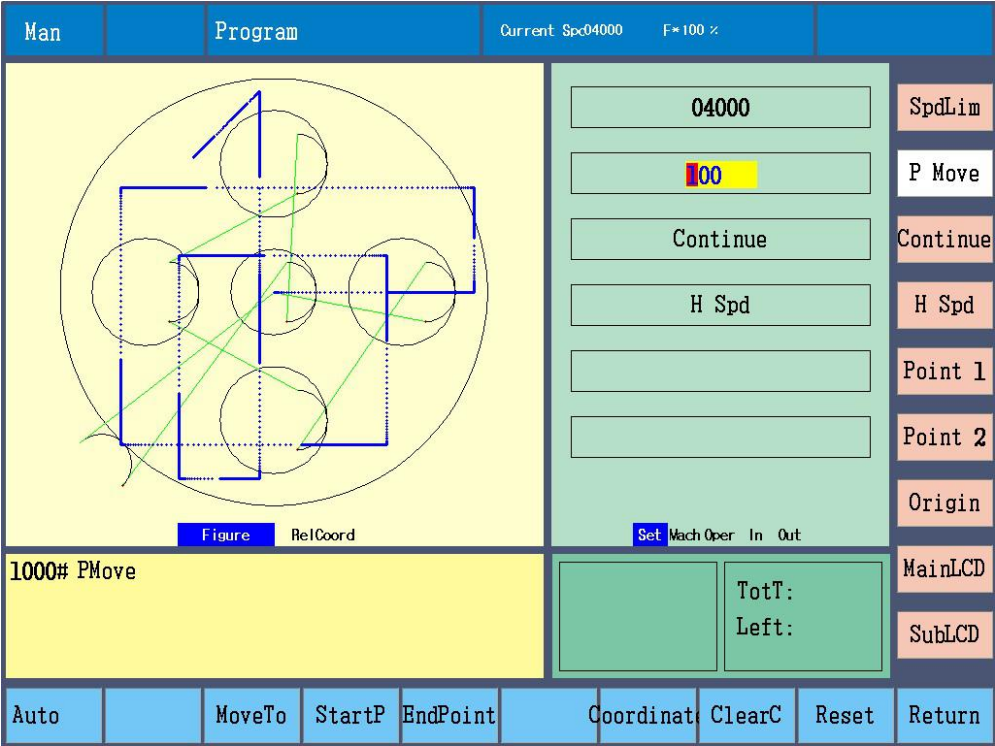 Man Program Current Spd04000 F*100 %
04000 SpdLim
100 P Move
Continue Continue
H Spd H Spd
Point 1
Point 2
Origin
Figure RelCoord Set Mach Oper In Out
1000# PMove MainLCD
TotT:
Left: SubLCD
Auto MoveTo StartP EndPoint Coordinat ClearC Reset Return